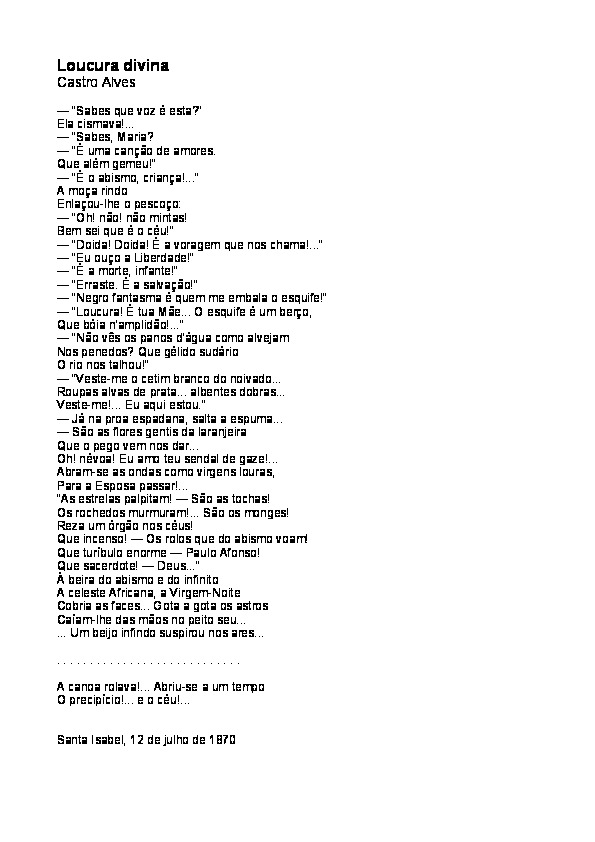 Loucura divina
Castro Alves
— "Sabes que voz é esta?"
Ela cismava!...
— "Sabes, Maria?
— "É uma canção de amores.
Que além gemeu!"
— "É o abismo, criança!..."
A moça rindo
Enlaçou-lhe o pescoço:
— "Oh! não! não mintas!
Bem sei que é o céu!"
— "Doida! Doida! É a voragem que nos chama!..."
— "Eu ouço a Liberdade!"
— "É a morte, infante!"
— "Erraste. É a salvação!"
— "Negro fantasma é quem me embala o esquife!"
— "Loucura! É tua Mãe... O esquife é um berço,
Que bóia n'amplidão!..."
— "Não vês os panos d'água como alvejam
Nos penedos? Que gélido sudário
O rio nos talhou!"
— "Veste-me o cetim branco do noivado...
Roupas alvas de prata... albentes dobras...
Veste-me!... Eu aqui estou."
— Já na proa espadana, salta a espuma...
— São as flores gentis da laranjeira
Que o pego vem nos dar...
Oh! névoa! Eu amo teu sendal de gaze!...
Abram-se as ondas como virgens louras,
Para a Esposa passar!...
"As estrelas palpitam! — São as tochas!
Os rochedos murmuram!... São os monges!
Reza um órgão nos céus!
Que incenso! — Os rolos que do abismo voam!
Que turíbulo enorme — Paulo Afonso!
Que sacerdote! — Deus..."
À beira do abismo e do infinito
A celeste Africana, a Virgem-Noite
Cobria as faces... Gota a gota os astros
Caíam-lhe das mãos no peito seu...
... Um beijo infindo suspirou nos ares...
. . . . . . . . . . . . . . . . . . . . . . . . . . . .
A canoa rolava!... Abriu-se a um tempo
O precipício!... e o céu!...
Santa Isabel, 12 de julho de 1870